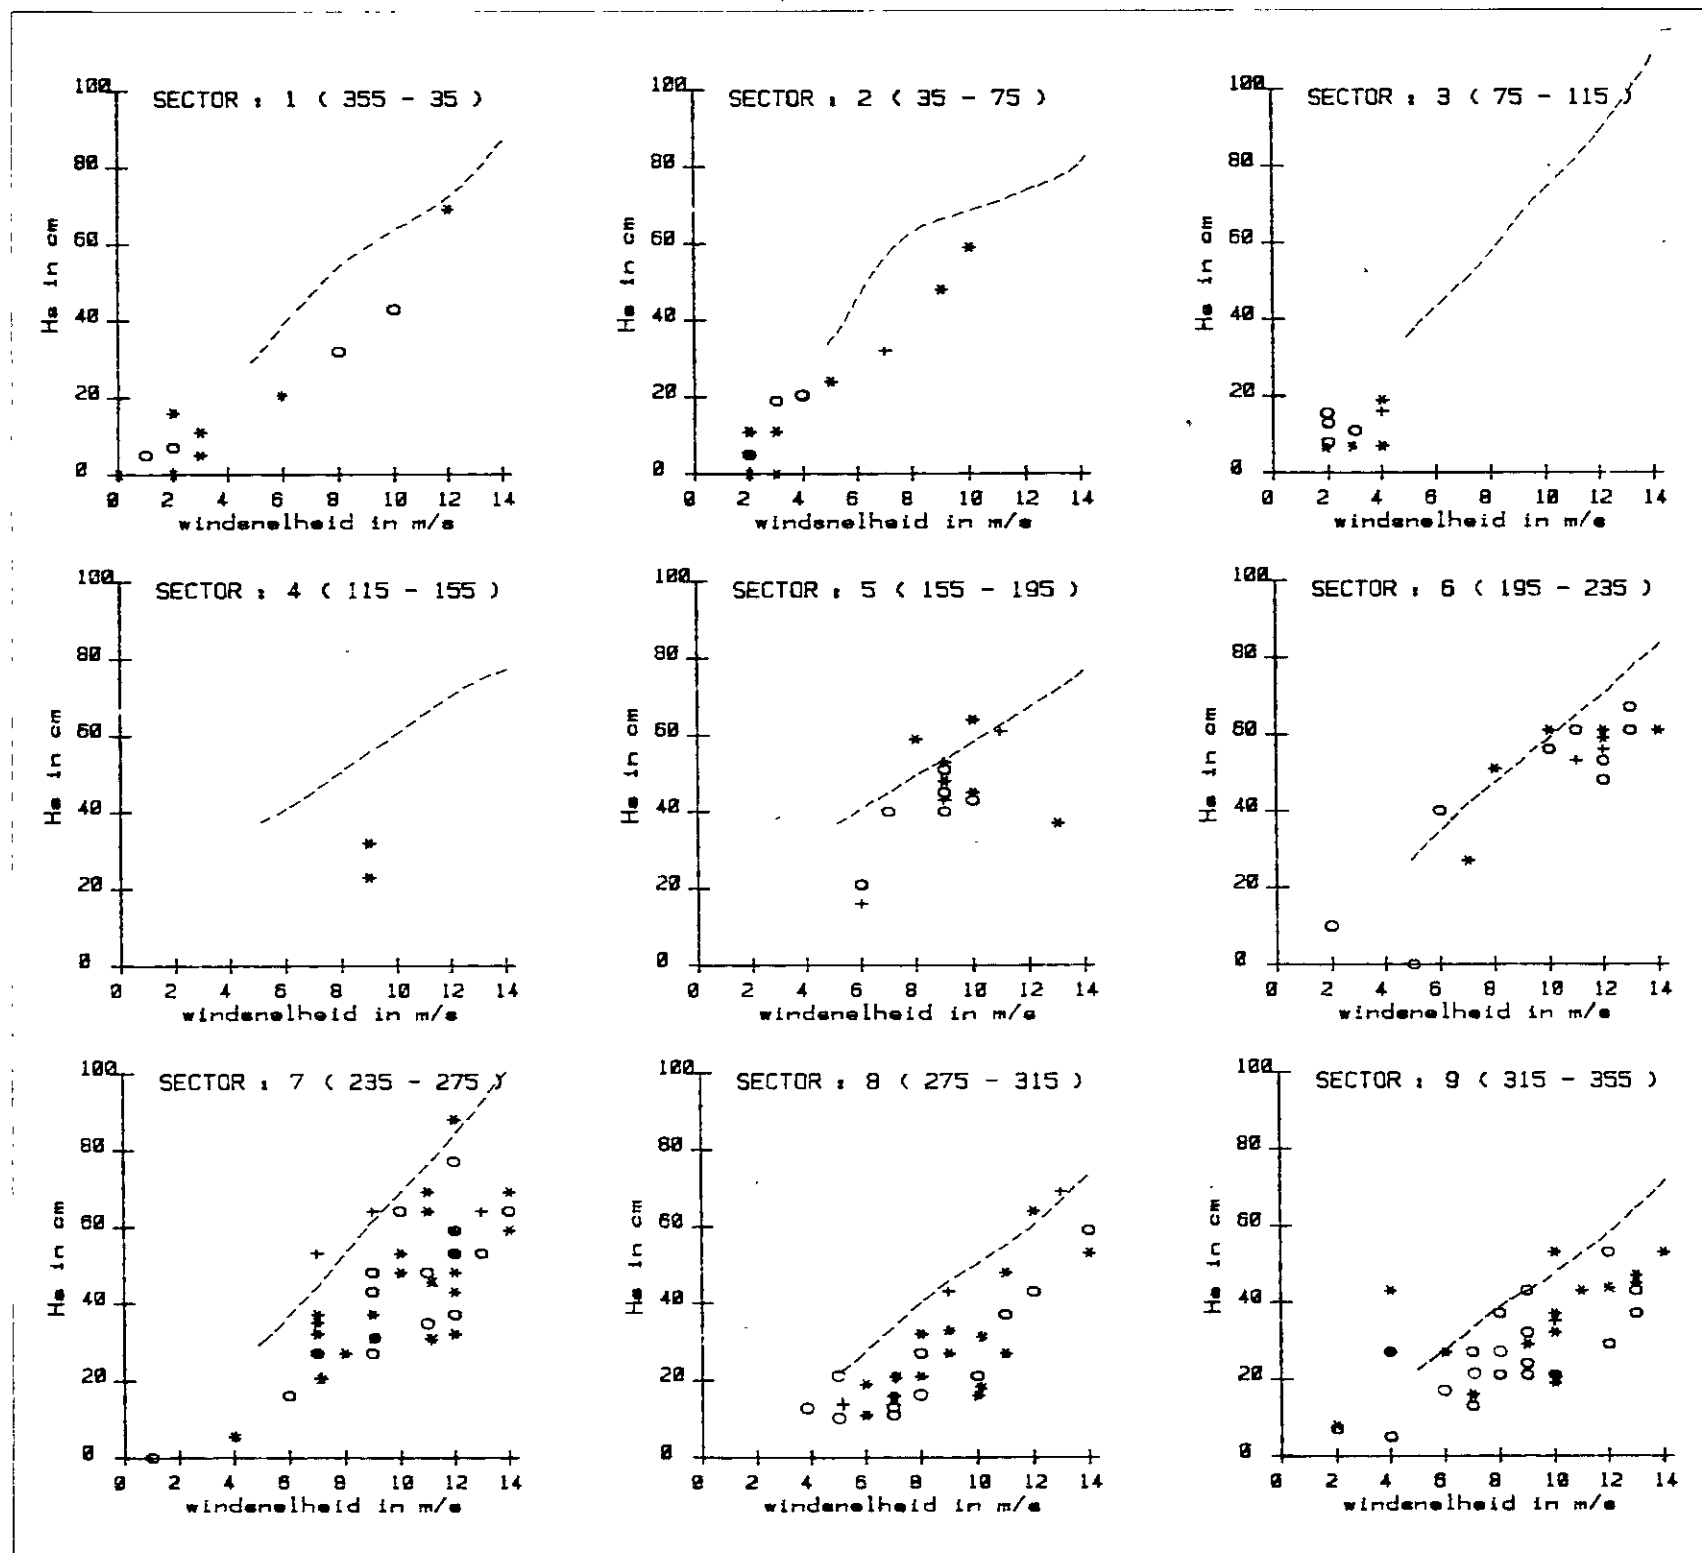 SECTOR : 1 ( 355 - 35 )
100
80
60
40
20
0
Hs in cm
0 2 4 6 8 10 12 14
windsnelheid in m/s
SECTOR : 2 ( 35 - 75 )
100
80
60
40
20
0
Hs in cm
0 2 4 6 8 10 12 14
windsnelheid in m/s
SECTOR : 3 ( 75 - 115 )
100
80
60
40
20
0
Hs in cm
0 2 4 6 8 10 12 14
windsnelheid in m/s
SECTOR : 4 ( 115 - 155 )
100
80
60
40
20
0
Hs in cm
0 2 4 6 8 10 12 14
windsnelheid in m/s
SECTOR : 5 ( 155 - 195 )
100
80
60
40
20
0
Hs in cm
0 2 4 6 8 10 12 14
windsnelheid in m/s
SECTOR : 6 ( 195 - 235 )
100
80
60
40
20
0
Hs in cm
0 2 4 6 8 10 12 14
windsnelheid in m/s
SECTOR : 7 ( 235 - 275 )
100
80
60
40
20
0
Hs in cm
0 2 4 6 8 10 12 14
windsnelheid in m/s
SECTOR : 8 ( 275 - 315 )
100
80
60
40
20
0
Hs in cm
0 2 4 6 8 10 12 14
windsnelheid in m/s
SECTOR : 9 ( 315 - 355 )
100
80
60
40
20
0
Hs in cm
0 2 4 6 8 10 12 14
windsnelheid in m/s